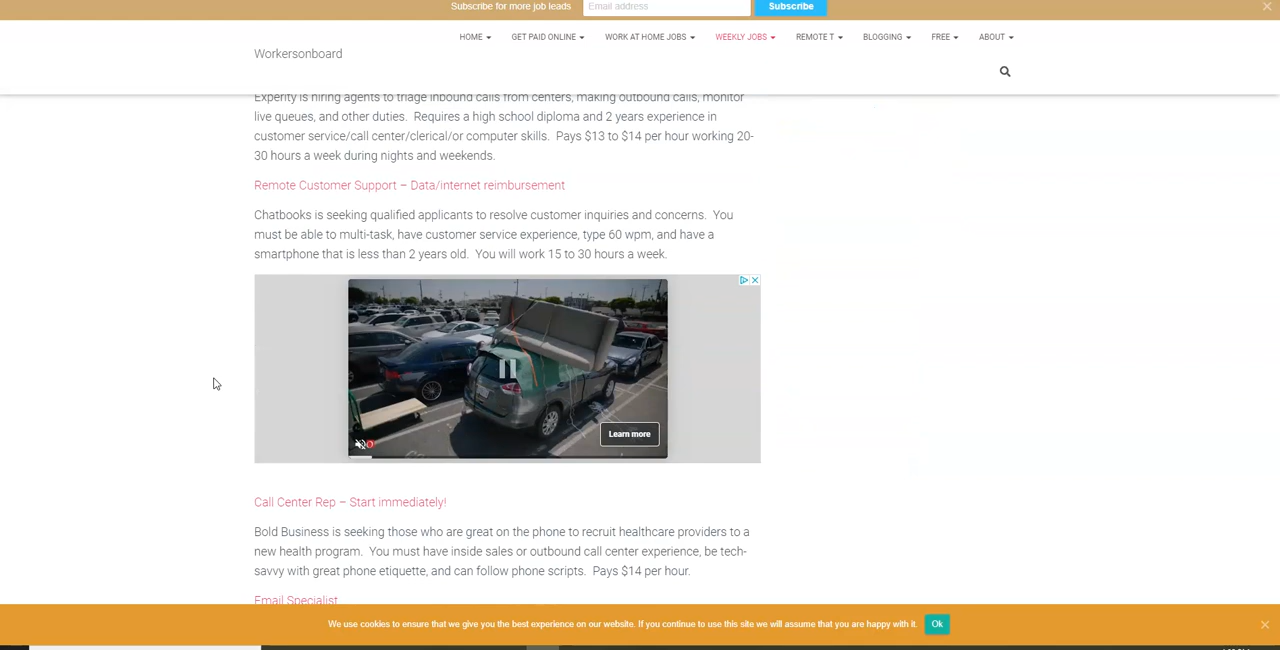 Subscribe for more job leads Email address Subscribe
HOME GET PAID ONLINE WORK AT HOME JOBS WEEKLY JOBS REMOTE T BLOGGING FREE ABOUT
Workersonboard
Experity is hiring agents to triage inbound calls from centers, making outbound calls, monitor
live queues, and other duties. Requires a high school diploma and 2 years experience in
customer service/call center/clerical/or computer skills. Pays $13 to $14 per hour working 20-
30 hours a week during nights and weekends.
Remote Customer Support – Data/internet reimbursement
Chatbooks is seeking qualified applicants to resolve customer inquiries and concerns. You
must be able to multi-task, have customer service experience, type 60 wpm, and have a
smartphone that is less than 2 years old. You will work 15 to 30 hours a week.
Learn more
Call Center Rep – Start immediately!
Bold Business is seeking those who are great on the phone to recruit healthcare providers to a
new health program. You must have inside sales or outbound call center experience, be tech-
savvy with great phone etiquette, and can follow phone scripts. Pays $14 per hour.
Email Specialist
We use cookies to ensure that we give you the best experience on our website. If you continue to use this site we will assume that you are happy with it. Ok